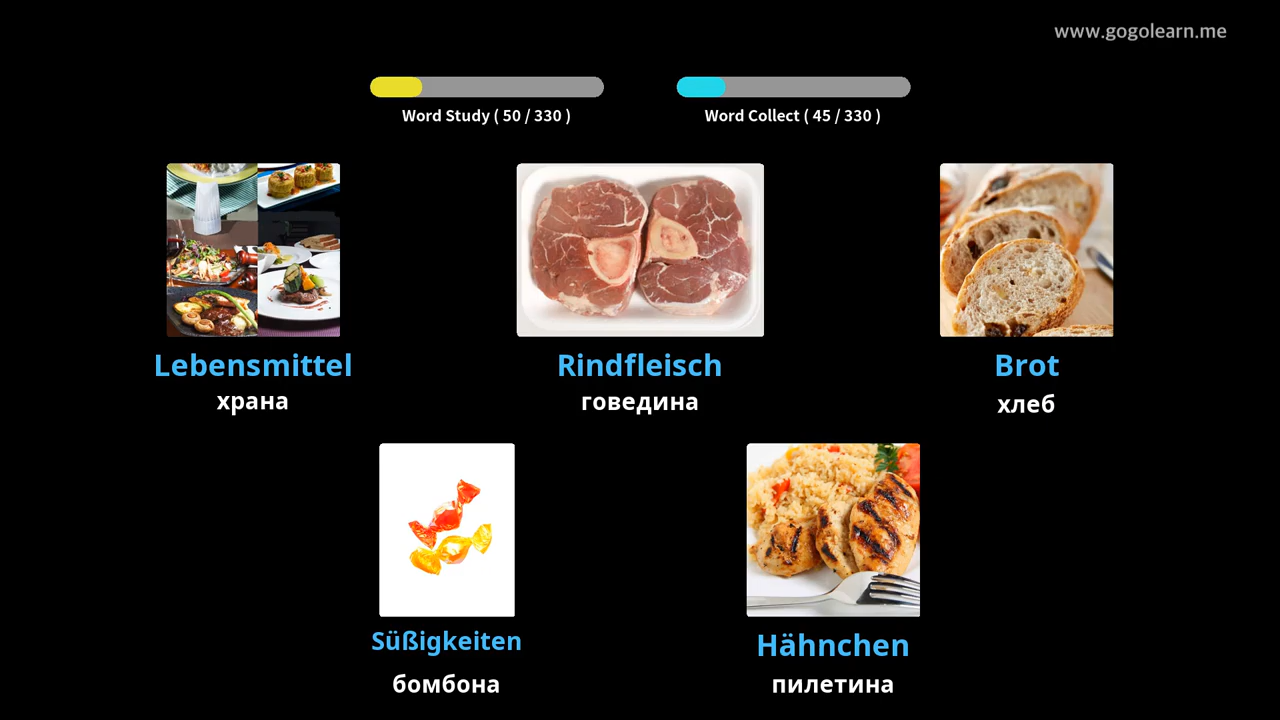 www.gogolearn.me
Word Study ( 50 / 330 )
Word Collect ( 45 / 330 )
Lebensmittel
храна
Rindfleisch
говедина
Brot
хлеб
Süßigkeiten
бомбона
Hähnchen
пилетина